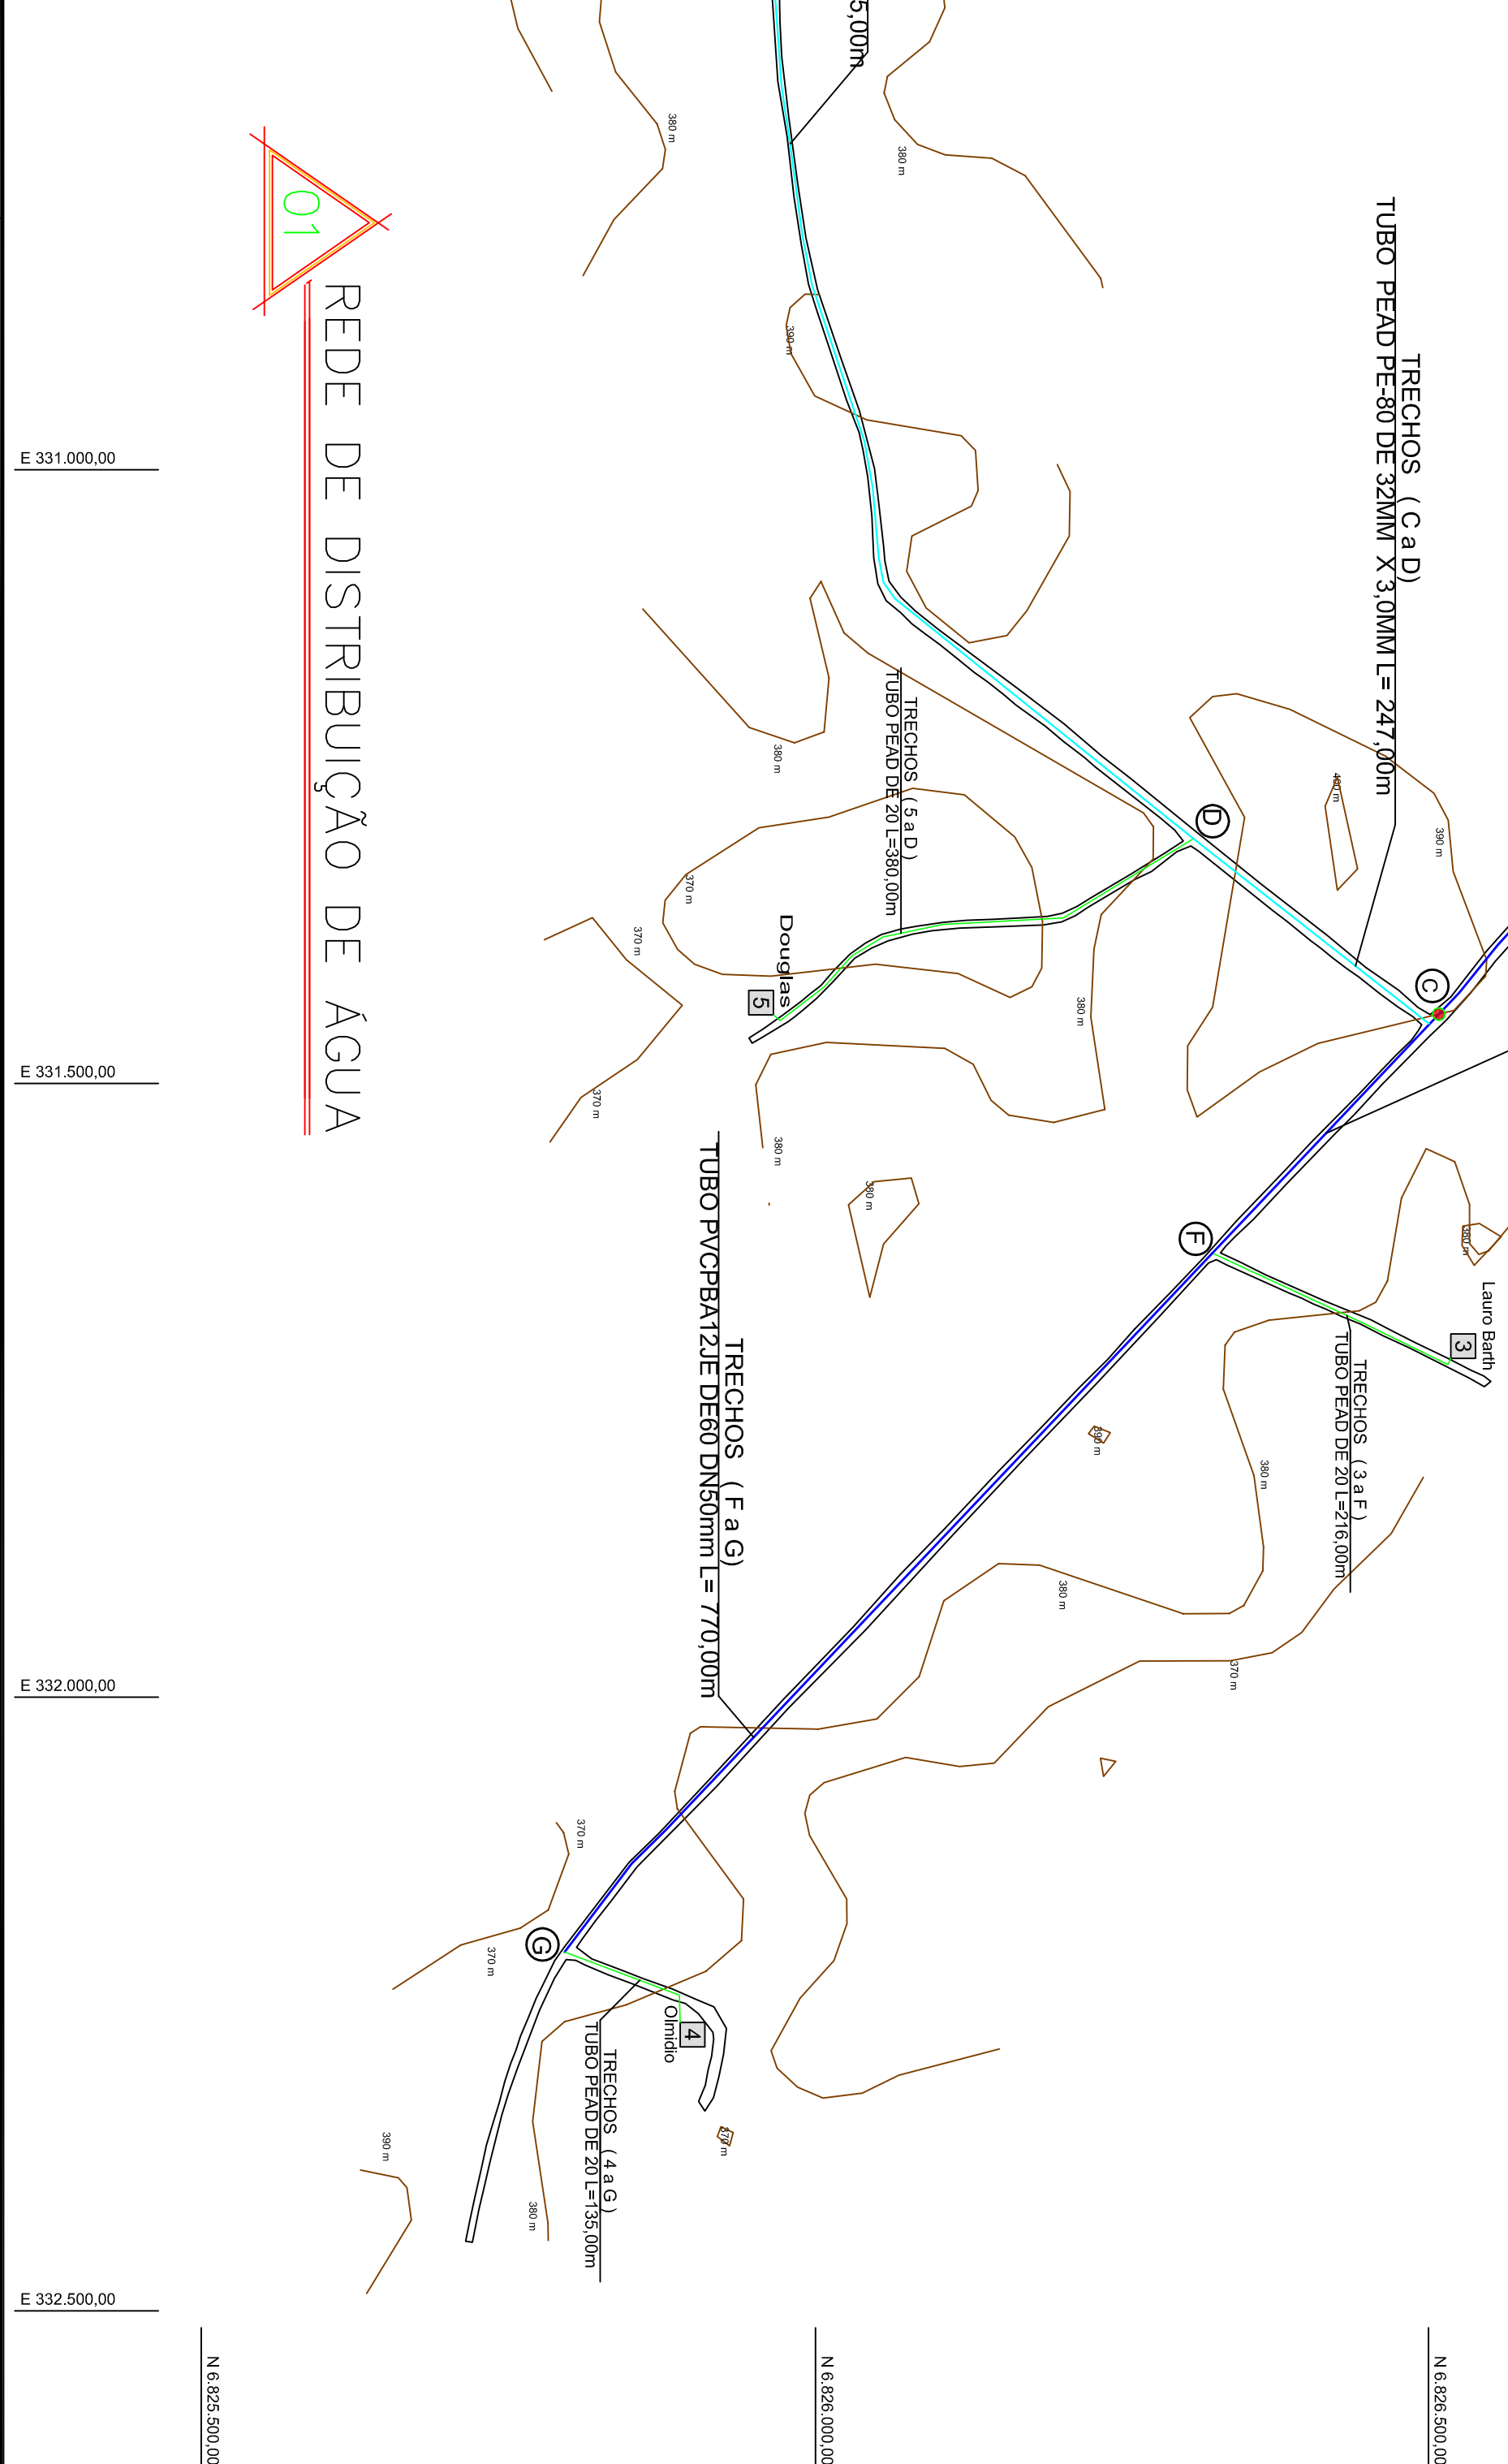 5,00m
380 m
380 m
01
REDE DE DISTRIBUIÇÃO DE ÁGUA
TRECHOS ( C a D)
TUBO PEAD PE-80 DE 32MM X 3,0MM L= 247,00m
390 m
E 331.000,00
TRECHOS ( 5 a D )
TUBO PEAD DE 20 L=380,00m
380 m
400 m
390 m
D
370 m
370 m
Douglas
5
C
380 m
E 331.500,00
370 m
380 m
380 m
F
380 m
Lauro Barth
3
TRECHOS ( 3 a F )
TUBO PEAD DE 20 L=216,00m
TRECHOS ( F a G)
TUBO PVCPBA12JE DE60 DN50mm L= 770,00m
390 m
380 m
380 m
370 m
E 332.000,00
370 m
G
370 m
4
Olmidio
TRECHOS ( 4 a G )
TUBO PEAD DE 20 L=135,00m
370 m
390 m
380 m
E 332.500,00
N 6.825.500,00
N 6.826.000,00
N 6.826.500,00